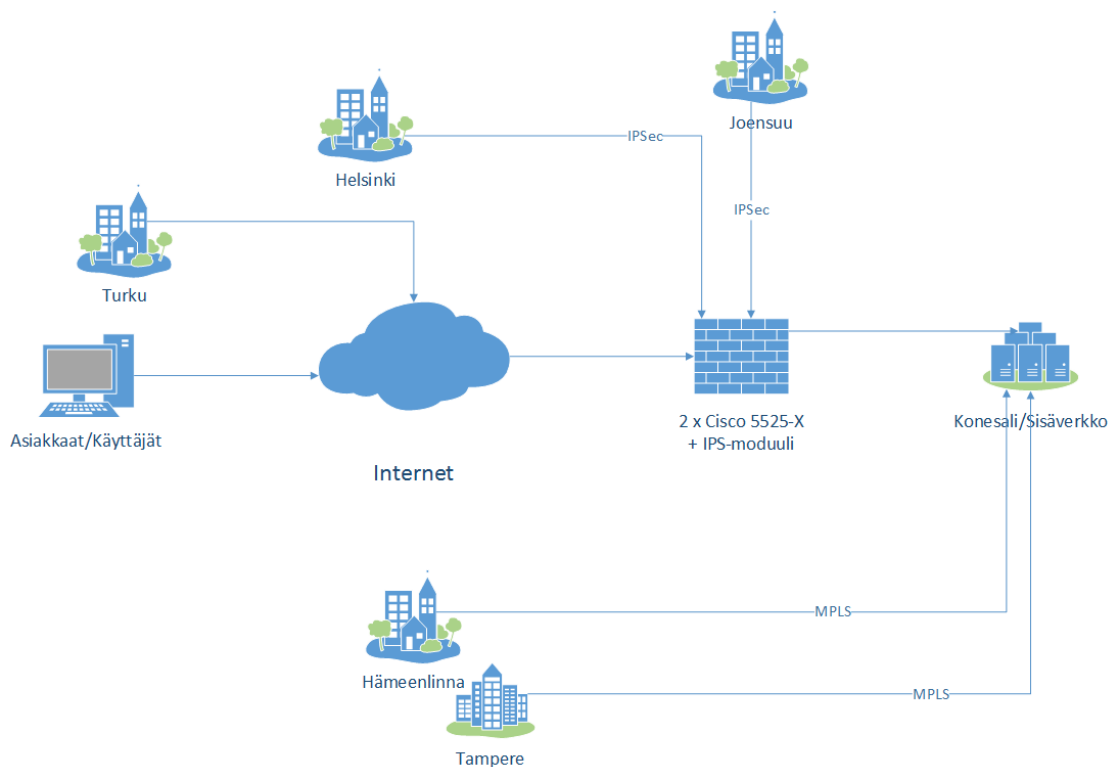 Joensuu
IPSec
Helsinki
IPSec
Turku
Asiakkaat/Käyttäjät
Internet
2 x Cisco 5525-X
+ IPS-moduuli
Konesali/Sisäverkko
Hämeenlinna
MPLS
Tampere
MPLS